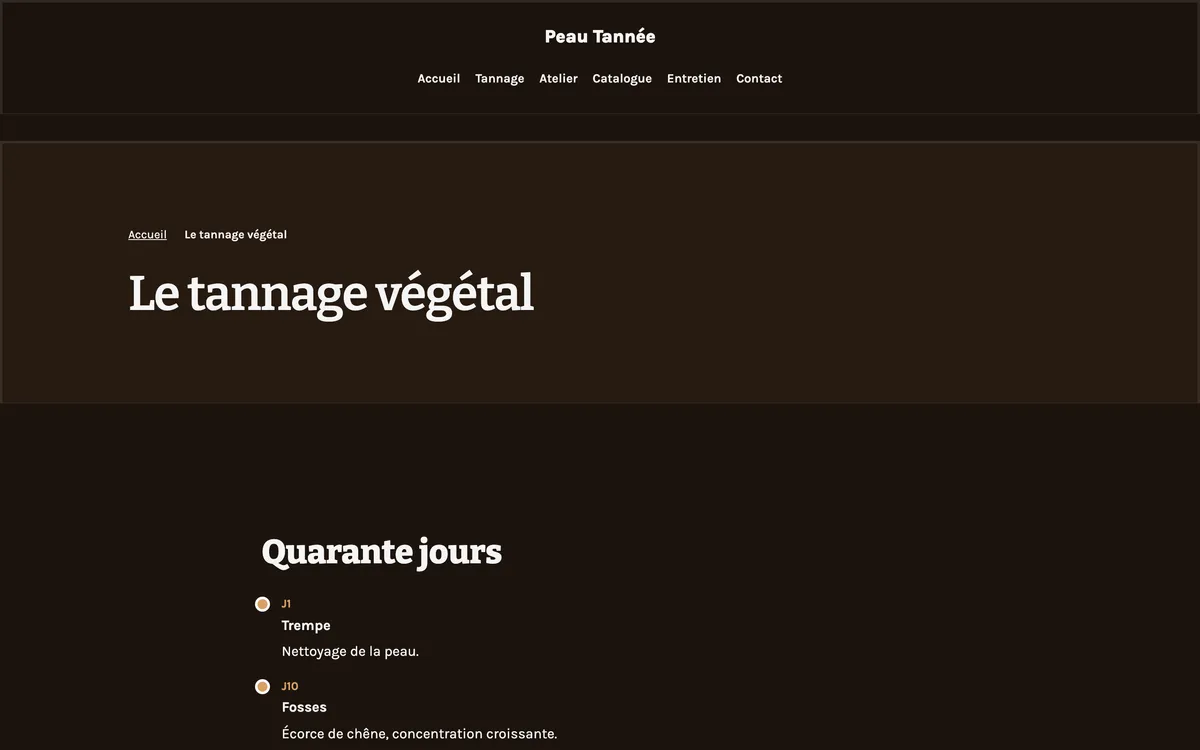 Peau Tannée
Accueil Tannage Atelier Catalogue Entretien Contact
Accueil Le tannage végétal
Le tannage végétal
Quarante jours
J1
Trempe
Nettoyage de la peau.
J10
Fosses
Écorce de chêne, concentration croissante.